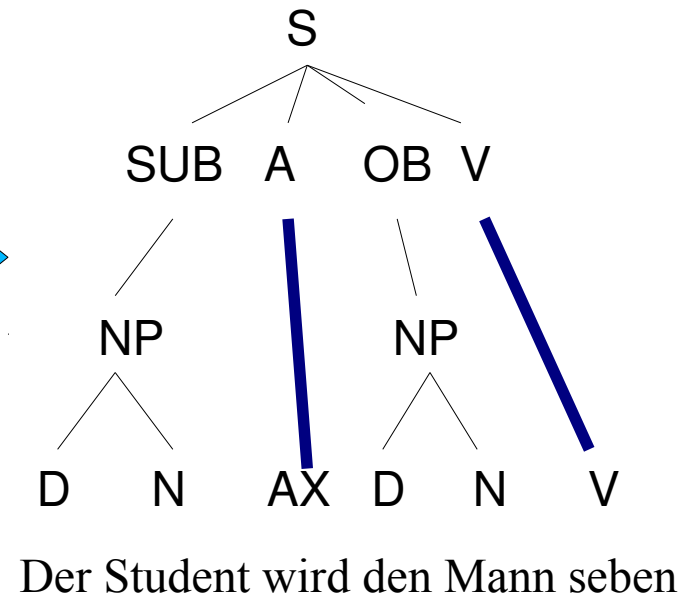 S
SUB A OB V
NP NP
D N AX D N V
Der Student wird den Mann seben